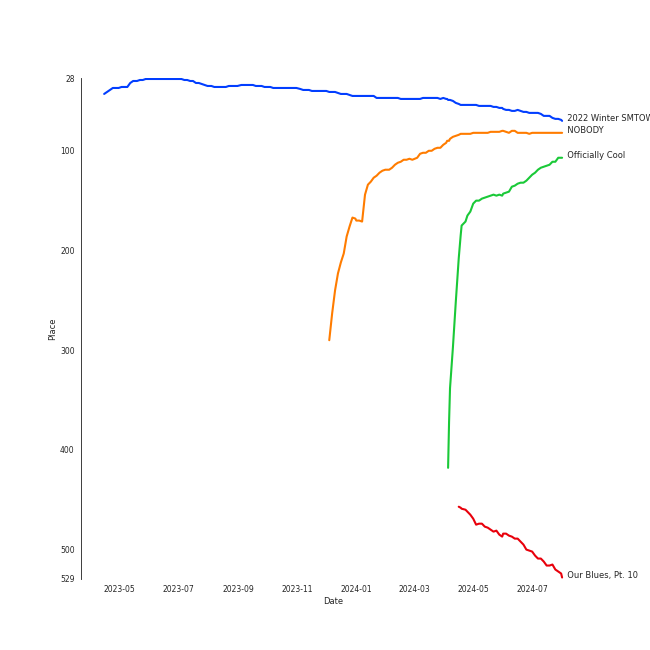 28
2022 Winter SMTOW
NOBODY
100
Officially Cool
200
Place
300
400
500
529
Our Blues, Pt. 10
2023-05 2023-07 2023-09 2023-11 2024-01 2024-03 2024-05 2024-07
Date